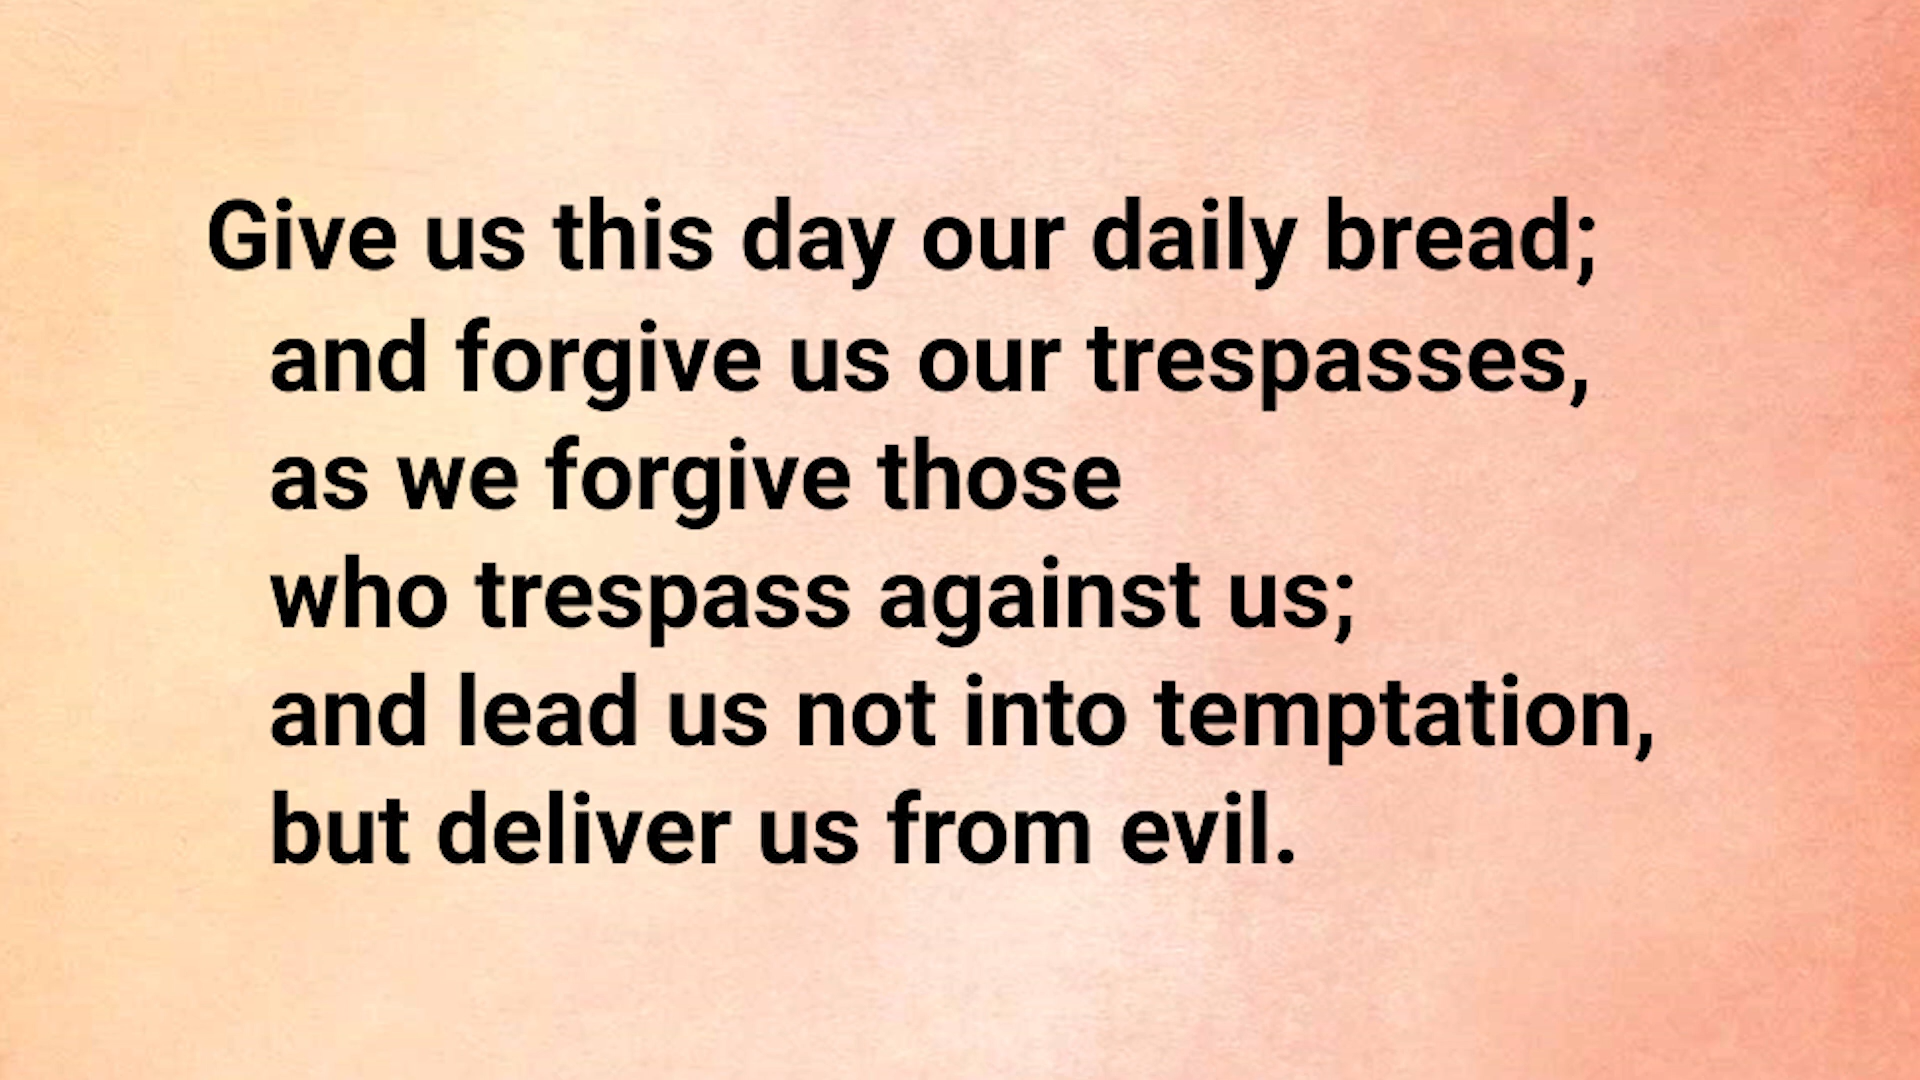 Give us this day our daily bread;
and forgive us our trespasses,
as we forgive those
who trespass against us;
and lead us not into temptation,
but deliver us from evil.